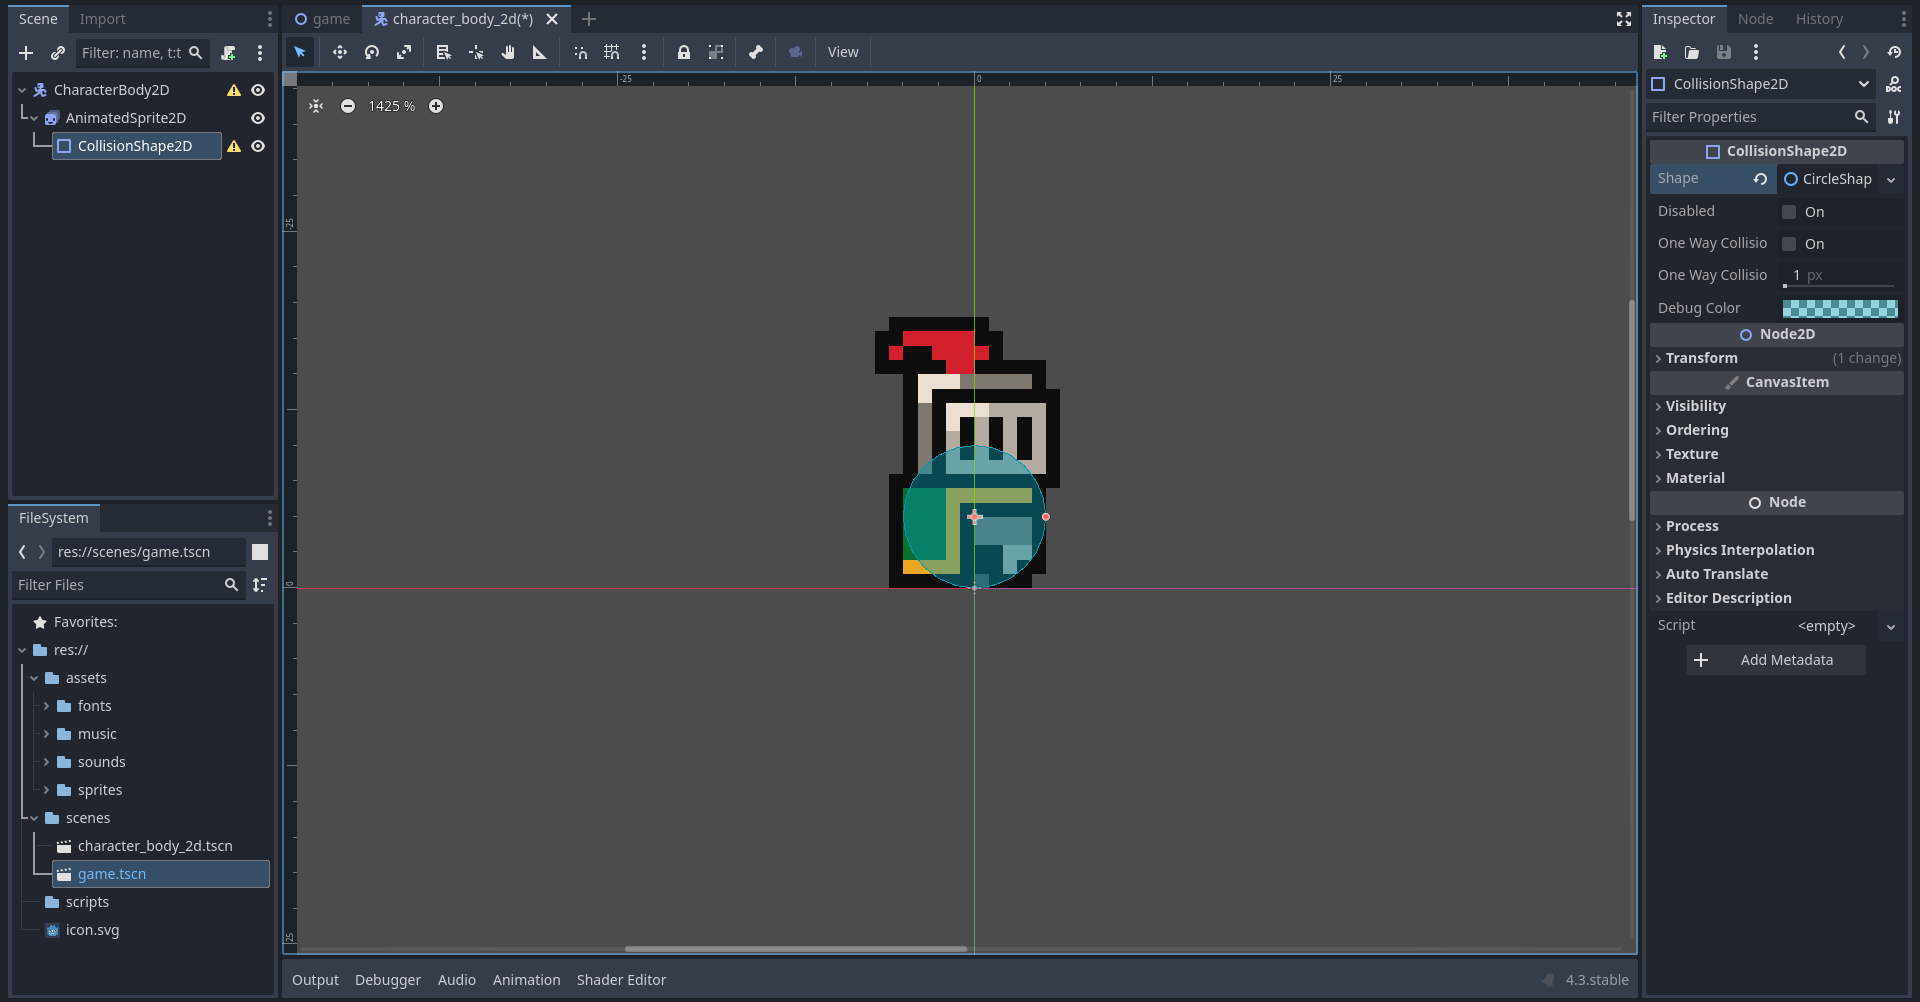 Scene Import
Filter: name, t:t
CharacterBody2D
AnimatedSprite2D
CollisionShape2D
FileSystem
res://scenes/game.tscn
Filter Files
Favorites:
res://
assets
fonts
music
sounds
sprites
scenes
character_body_2d.tscn
game.tscn
scripts
icon.svg
game character_body_2d(*)
View
-25 0 25
1425 %
-25
0
25
Output Debugger Audio Animation Shader Editor 4.3.stable
Inspector Node History
CollisionShape2D
Filter Properties
CollisionShape2D
Shape CircleShap
Disabled On
One Way Collisio On
One Way Collisio 1 px
Debug Color
Node2D
Transform (1 change)
CanvasItem
Visibility
Ordering
Texture
Material
Node
Process
Physics Interpolation
Auto Translate
Editor Description
Script <empty>
Add Metadata